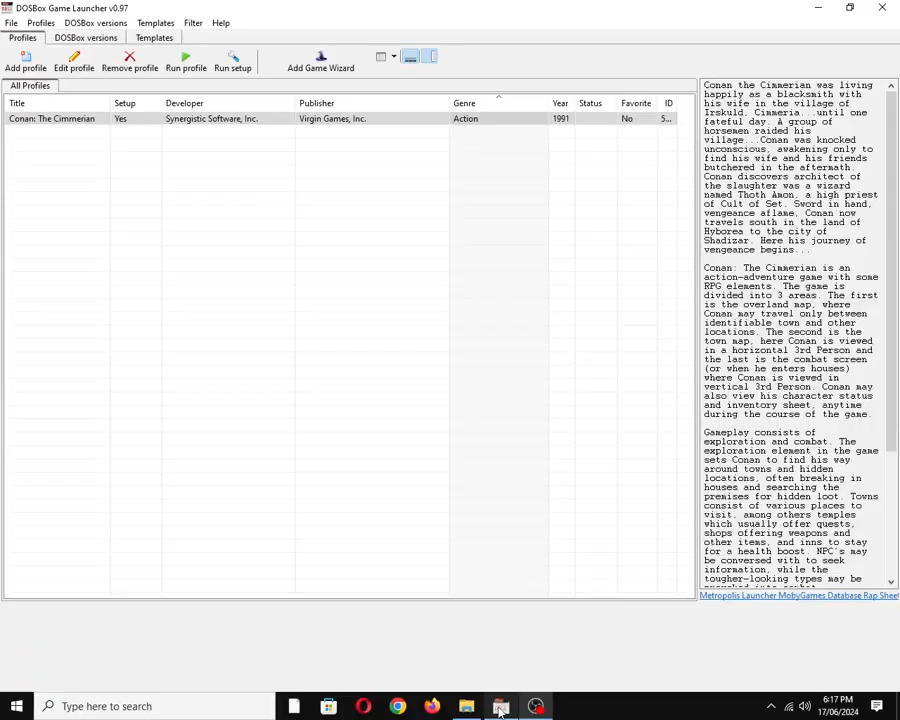 DOSBox Game Launcher v0.97
File Profiles DOSBox versions Templates Filter Help
Profiles DOSBox versions Templates
Add profile Edit profile Remove profile Run profile Run setup Add Game Wizard
All Profiles
Title Setup Developer Publisher Genre Year Status Favorite ID
Conan: The Cimmerian Yes Synergistic Software, Inc. Virgin Games, Inc. Action 1991 No 5...
Conan the Cimmerian was living
happily as a blacksmith with
his wife in the village of
Irskuld, Cimmeria...until one
fateful day. A group of
horsemen raided his
village...Conan was knocked
unconscious, awakening only to
find his wife and his friends
butchered in the aftermath.
Conan discovers architect of
the slaughter was a wizard
named Thoth Amon, a high priest
of Cult of Set. Sword in hand,
vengeance aflame, Conan now
travels south in the land of
Hyborea to the city of
Shadizar. Here his journey of
vengeance begins...
Conan: The Cimmerian is an
action-adventure game with some
RPG elements. The game is
divided into 3 areas. The first
is the overland map, where
Conan may travel only between
identifiable town and other
locations. The second is the
town map, here Conan is viewed
in a horizontal 3rd Person and
the last is the combat screen
(or when he enters houses)
where Conan is viewed in
vertical 3rd Person. Conan may
also view his character status
and inventory sheet, anytime
during the course of the game.
Gameplay consists of
exploration and combat. The
exploration element in the game
sets Conan to find his way
around towns and hidden
locations, often breaking in
houses and searching the
premises for hidden loot. Towns
consist of various places to
visit, among others temples
which usually offer quests,
shops offering weapons and
other items, and inns to stay
for a health boost. NPC's may
be conversed with to seek
information, while the
tougher-looking types may be
Metropolis Launcher MobyGames Database Rap Sheet
Type here to search
6:17 PM
17/06/2024